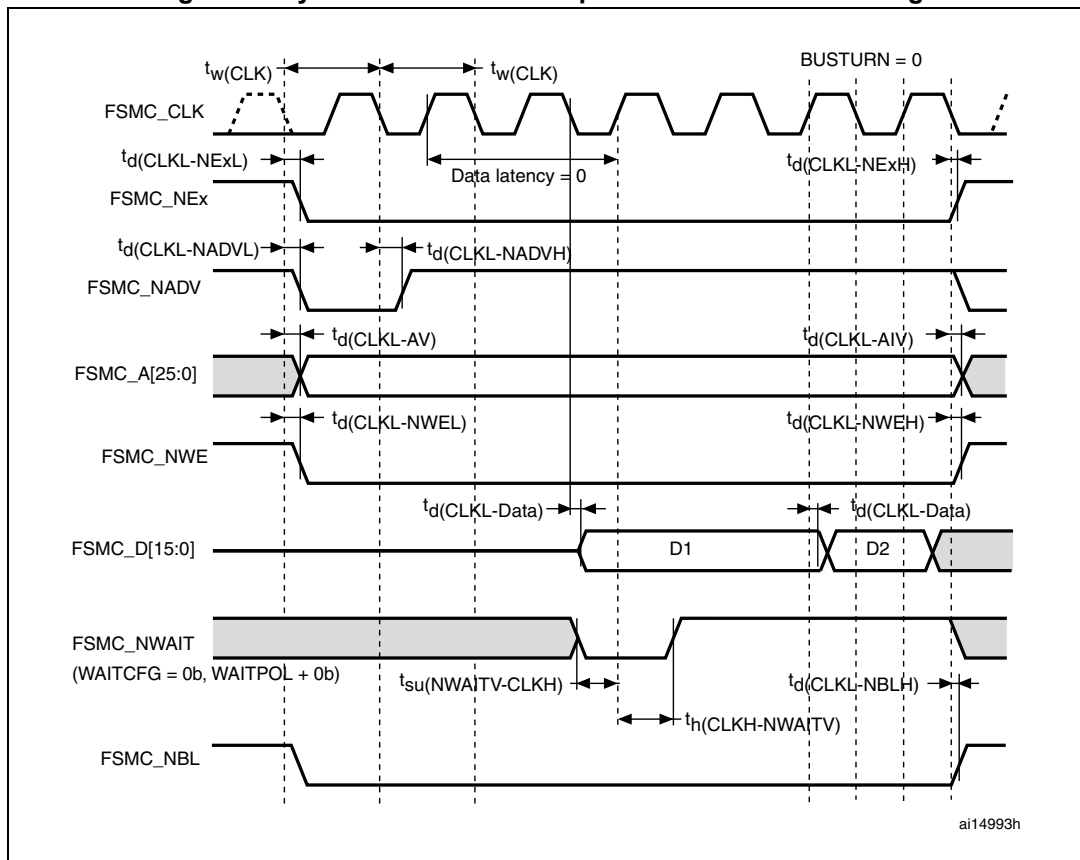 BUSTURN = 0
tw(CLK)
tw(CLK)
FSMC_CLK
td(CLKL-NExL)
Data latency = 0
td(CLKL-NExH)
FSMC_NEx
td(CLKL-NADVL)
td(CLKL-NADVH)
FSMC_NADV
td(CLKL-AV)
td(CLKL-AIV)
FSMC_A[25:0]
td(CLKL-NWEL)
td(CLKL-NWEH)
FSMC_NWE
td(CLKL-Data)
td(CLKL-Data)
FSMC_D[15:0]
D1
D2
FSMC_NWAIT
(WAITCFG = 0b, WAITPOL + 0b)
tsu(NWAITV-CLKH)
td(CLKL-NBLH)
th(CLKH-NWAITV)
FSMC_NBL
ai14993h